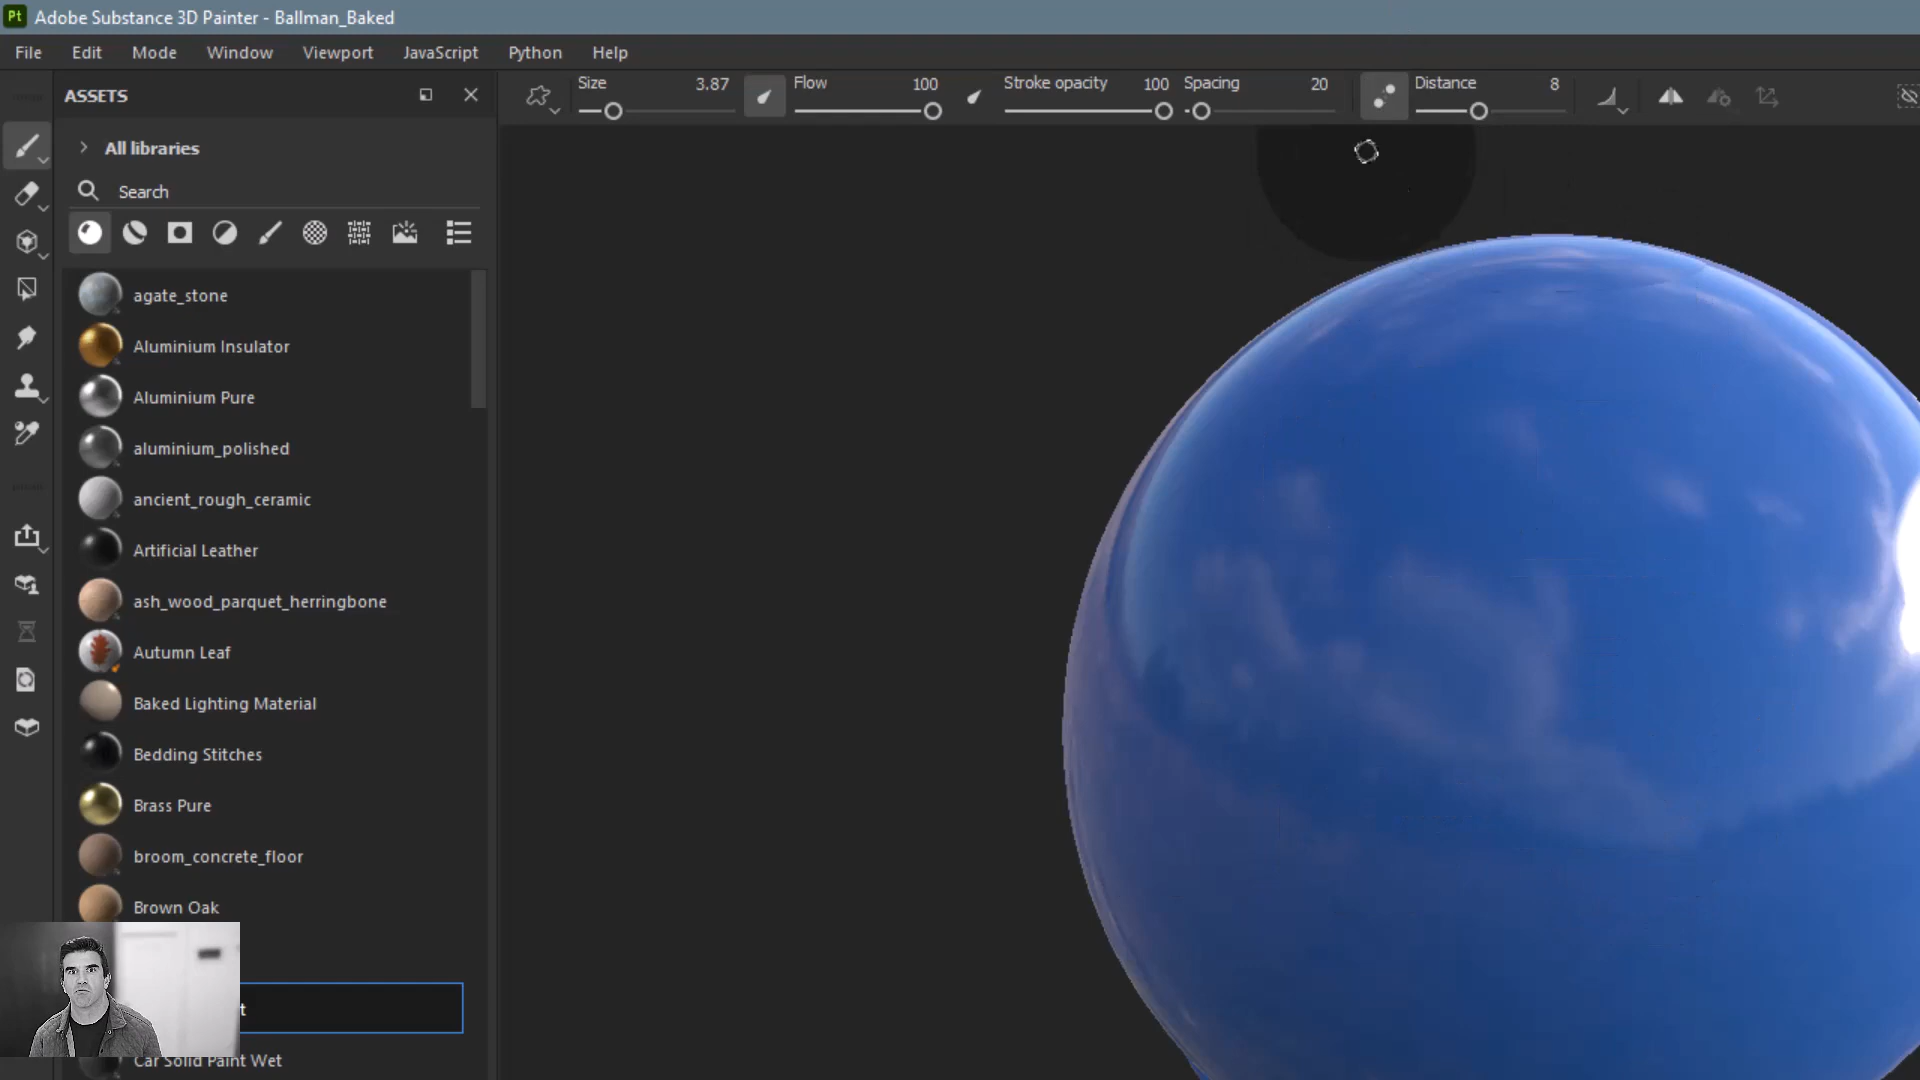 Pt Adobe Substance 3D Painter - Ballman_Baked
File Edit Mode Window Viewport JavaScript Python Help
ASSETS
Size 3.87 Flow 100 Stroke opacity 100 Spacing 20 Distance 8
All libraries
Search
agate_stone
Aluminium Insulator
Aluminium Pure
aluminium_polished
ancient_rough_ceramic
Artificial Leather
ash_wood_parquet_herringbone
Autumn Leaf
Baked Lighting Material
Bedding Stitches
Brass Pure
broom_concrete_floor
Brown Oak
t
Car Solid Paint Wet